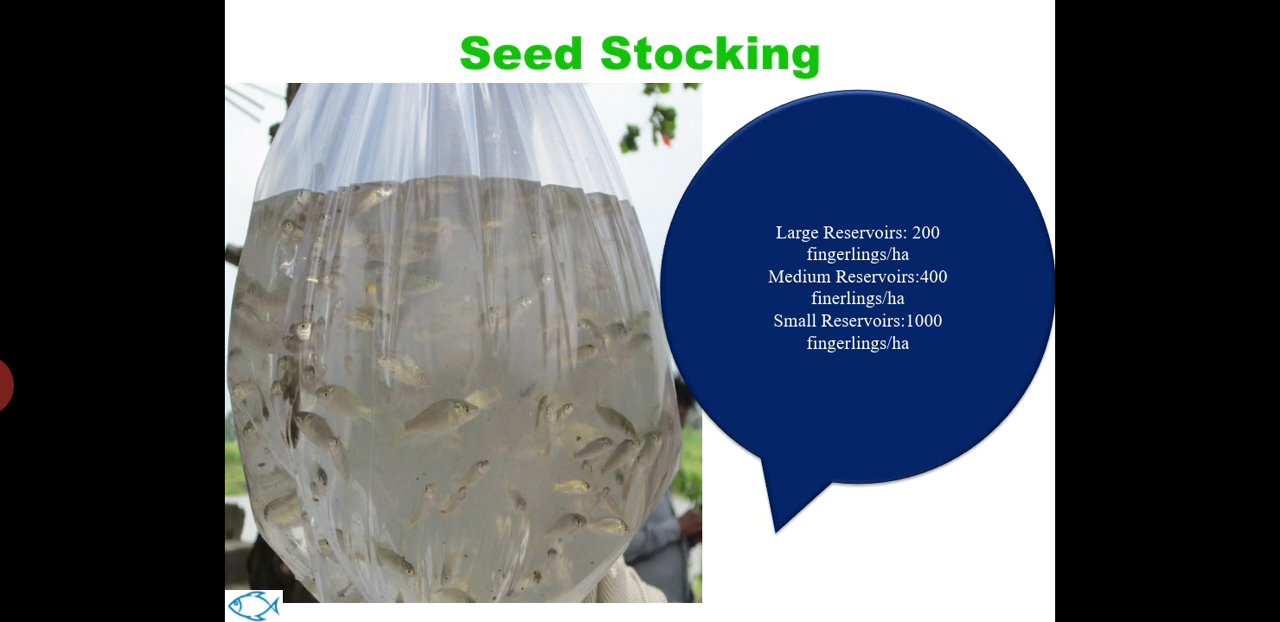 Seed Stocking
Large Reservoirs: 200
fingerlings/ha
Medium Reservoirs:400
finerlings/ha
Small Reservoirs:1000
fingerlings/ha